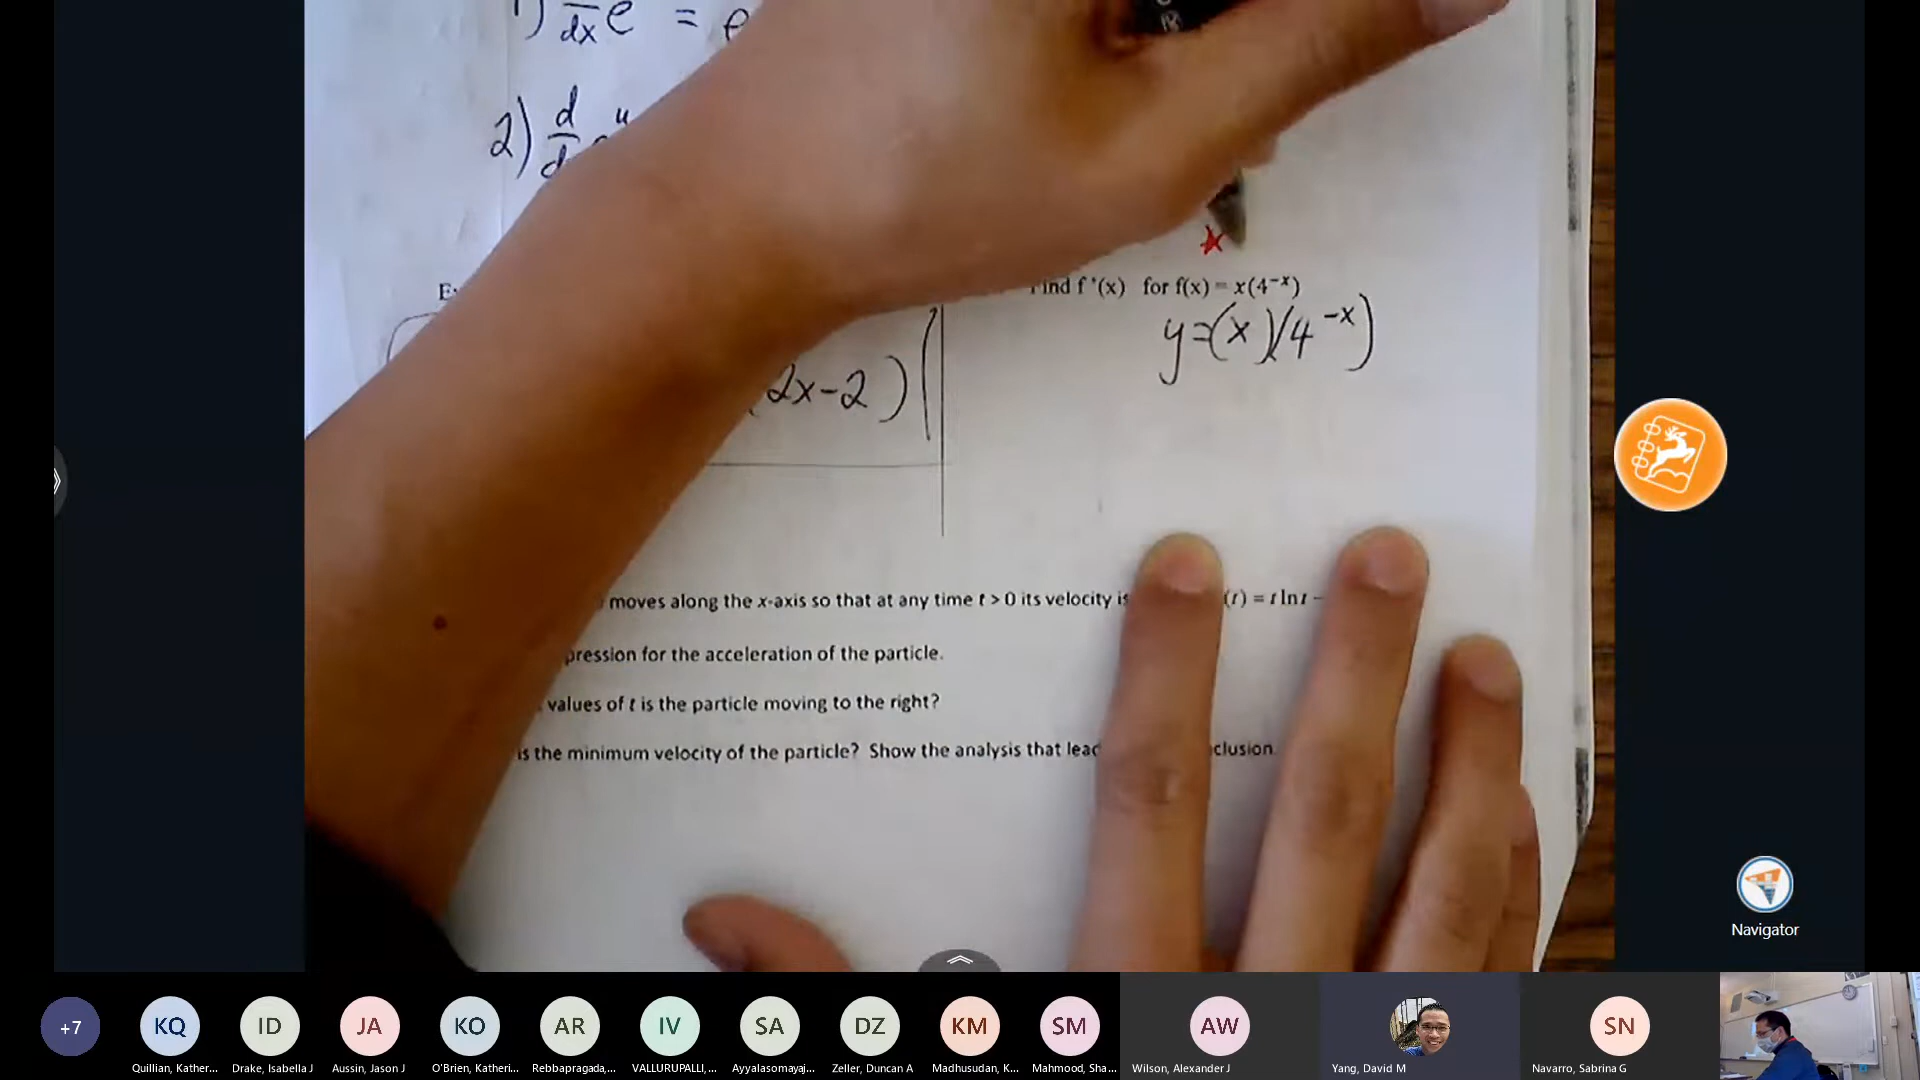 1) d/dx e = e
2) d/d u
Find f '(x) for f(x) = x(4⁻ˣ)
y=(x)(4⁻ˣ)
2x-2)
moves along the x-axis so that at any time t > 0 its velocity is (t) = t ln t –
pression for the acceleration of the particle.
values of t is the particle moving to the right?
is the minimum velocity of the particle? Show the analysis that lead clusion.
Navigator
+7
KQ
ID
JA
KO
AR
IV
SA
DZ
KM
SM
AW
SN
Quillian, Kather...
Drake, Isabella J
Aussin, Jason J
O'Brien, Katheri...
Rebbapragada,...
VALLURUPALLI,...
Ayyalasomayaj...
Zeller, Duncan A
Madhusudan, K...
Mahmood, Sha...
Wilson, Alexander J
Yang, David M
Navarro, Sabrina G